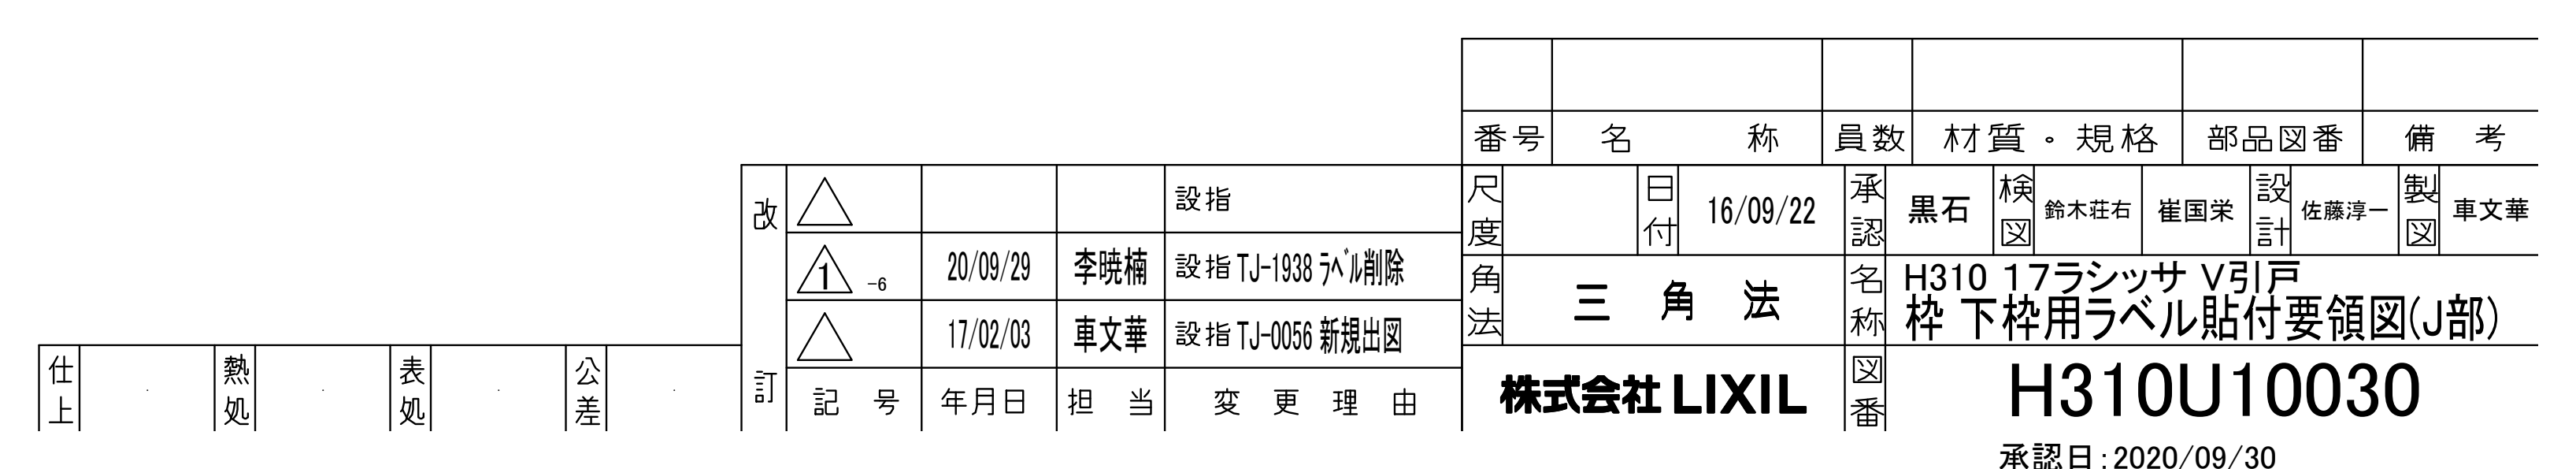 番号 名称 員数 材質・規格 部品図番 備考
改訂
設指
1 -6 20/09/29 李暁楠 設指 TJ-1938 ラベル削除
17/02/03 車文華 設指 TJ-0056 新規出図
記号 年月日 担当 変更理由
尺度 日付 16/09/22 承認 黒石 検図 鈴木荘右 崔国栄 設計 佐藤淳一 製図 車文華
角法 三角法 名称 H310 17ラシッサ V引戸
枠 下枠用ラベル貼付要領図(J部)
仕上 熱処 表処 公差
株式会社 LIXIL 図番 H310U10030
承認日:2020/09/30